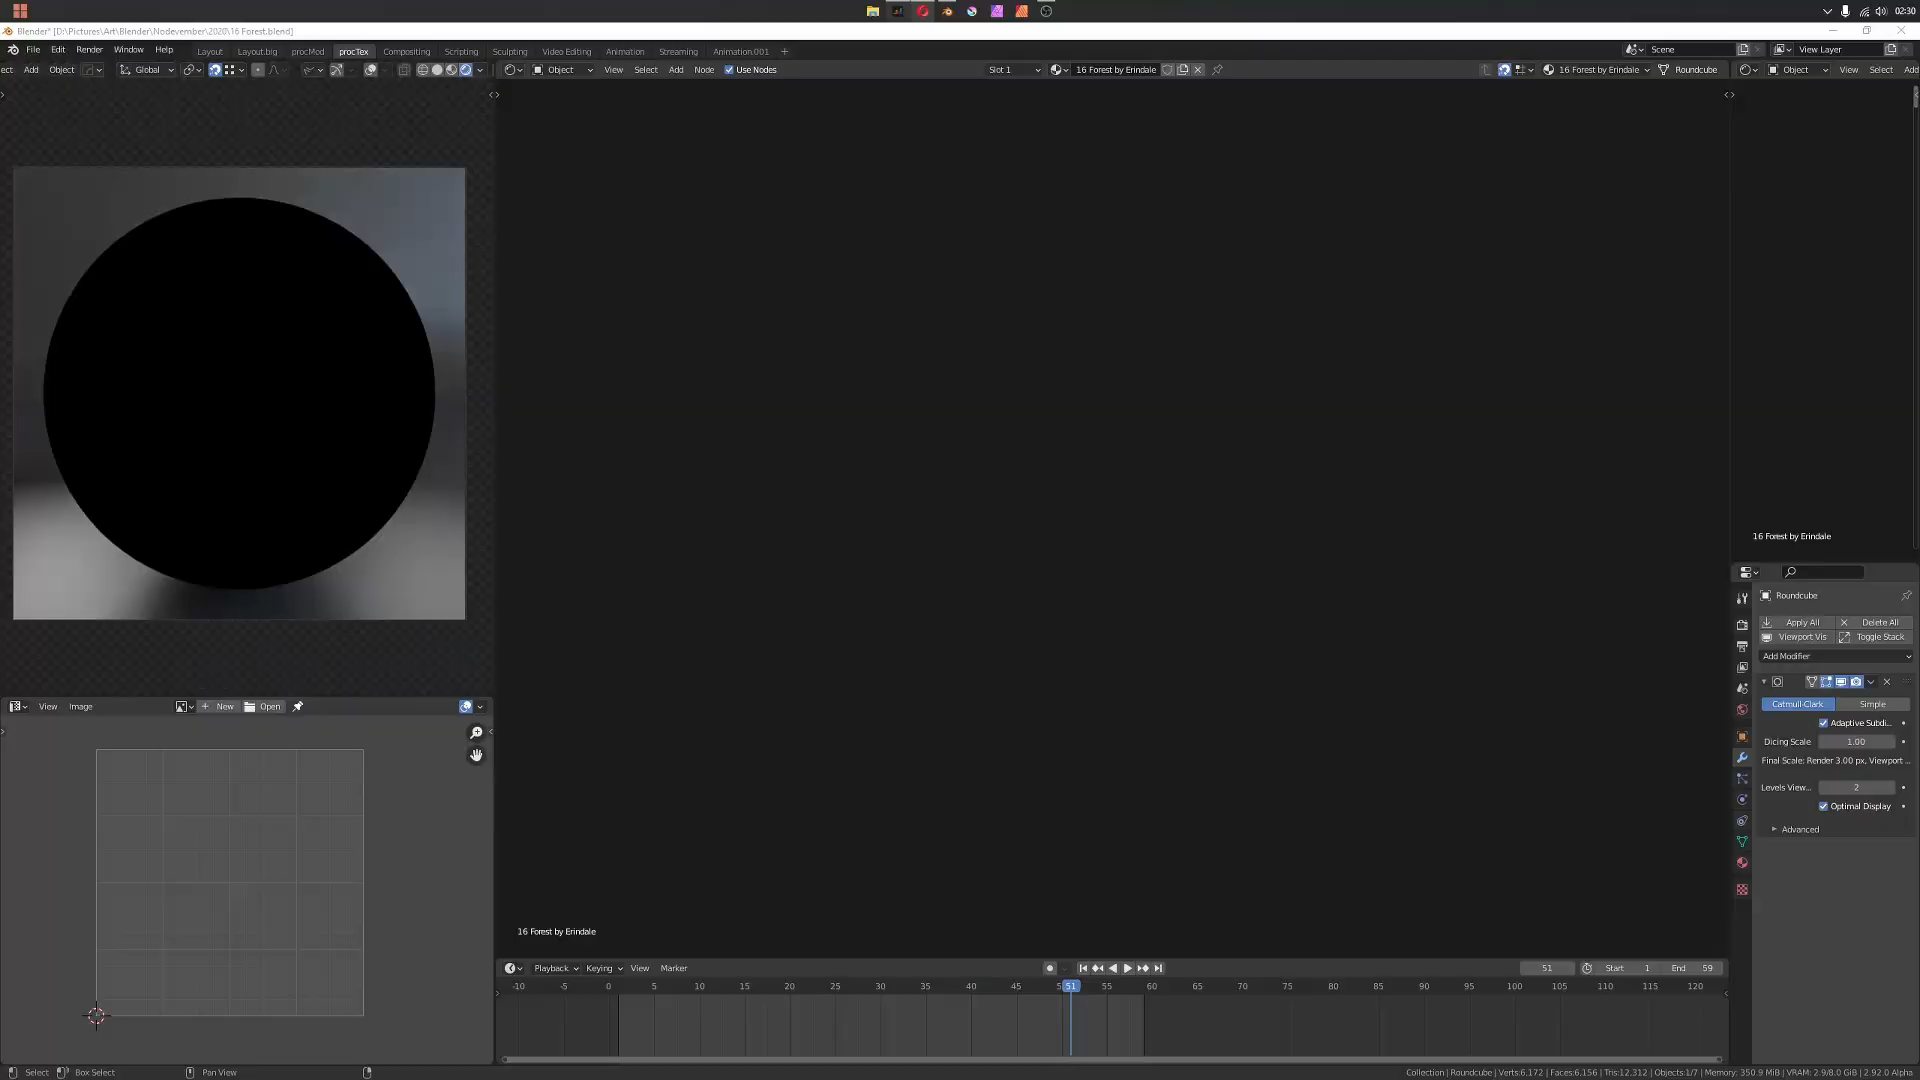 02:30
Blender* [D:\Pictures\Art\Blender\Nodevember\2020\16 Forest.blend]
File Edit Render Window Help Layout Layout.big procMod procTex Compositing Scripting Sculpting Video Editing Animation Streaming Animation.001 + Scene View Layer
ect Add Object Global Object View Select Add Node Use Nodes Slot 1 16 Forest by Erindale 16 Forest by Erindale Roundcube Object View Select Add
16 Forest by Erindale
Roundcube
Apply All Delete All
Viewport Vis Toggle Stack
Add Modifier
Catmull-Clark Simple
Adaptive Subdi...
Dicing Scale 1.00
Final Scale: Render 3.00 px, Viewport ...
Levels View... 2
Optimal Display
Advanced
View Image + New Open
16 Forest by Erindale
Playback Keying View Marker 51 Start 1 End 59
-10 -5 0 5 10 15 20 25 30 35 40 45 5 51 55 60 65 70 75 80 85 90 95 100 105 110 115 120
Select Box Select Pan View Collection | Roundcube | Verts:6,172 | Faces:6,156 | Tris:12,312 | Objects:1/7 | Memory: 350.9 MiB | VRAM: 2.9/8.0 GiB | 2.92.0 Alpha